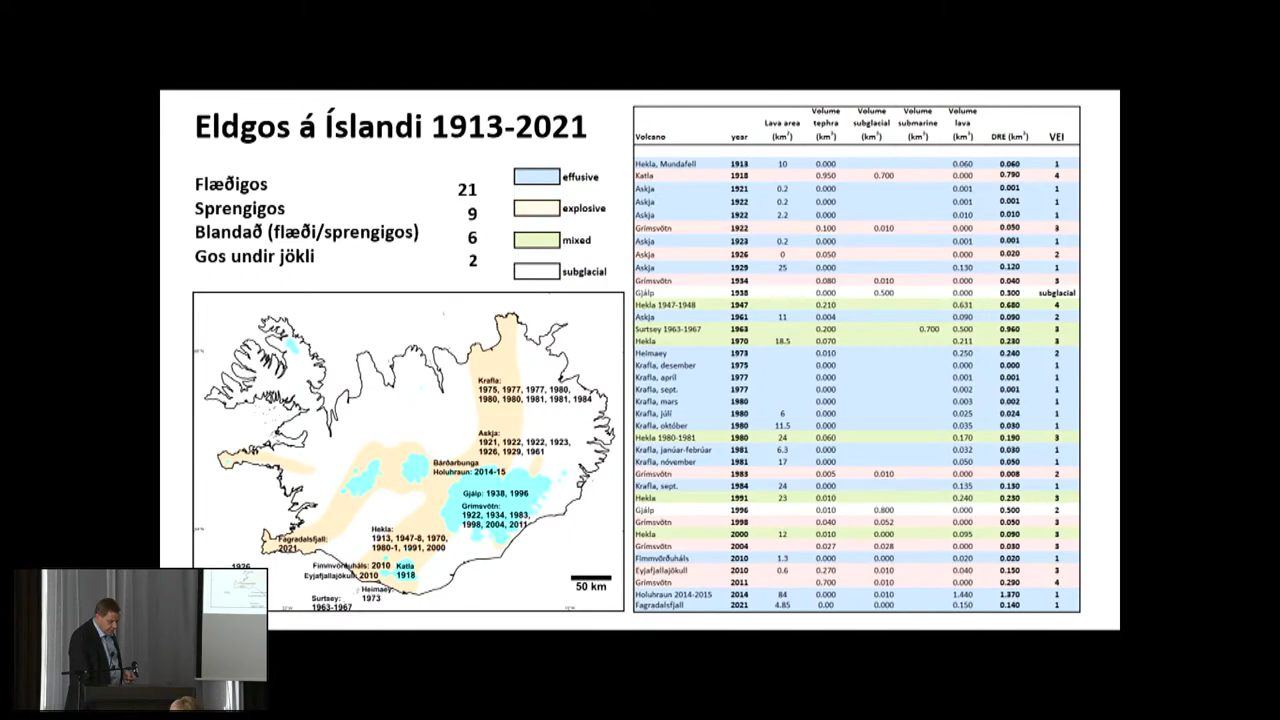 Eldgos á Íslandi 1913-2021
Flæðigos 21
Sprengigos 9
Blandað (flæði/sprengigos) 6
Gos undir jökli 2
effusive
explosive
mixed
subglacial
Krafla:
1975, 1977, 1977, 1980,
1980, 1980, 1981, 1981, 1984
Askja:
1921, 1922, 1922, 1923,
1926, 1929, 1961
Bárðarbunga
Holuhraun: 2014-15
Gjálp: 1938, 1996
Grímsvötn:
1922, 1934, 1983,
1998, 2004, 2011
Hekla:
1913, 1947-8, 1970,
1980-1, 1991, 2000
Fagradalsfjall:
2021
Fimmvörðuháls: 2010
Eyjafjallajökull: 2010
Katla
1918
Heimaey:
1973
Surtsey:
1963-1967
1926
50 km
Volcano year Lava area (km²) Volume tephra (km³) Volume subglacial (km³) Volume submarine (km³) Volume lava (km³) DRE (km³) VEI
Hekla, Mundafell 1913 10 0.000 0.060 0.060 1
Katla 1918 0.950 0.700 0.000 0.790 4
Askja 1921 0.2 0.000 0.001 0.001 1
Askja 1922 0.2 0.000 0.001 0.001 1
Askja 1922 2.2 0.000 0.010 0.010 1
Grímsvötn 1922 0.100 0.010 0.000 0.050 3
Askja 1923 0.2 0.000 0.001 0.001 1
Askja 1926 0 0.050 0.000 0.020 2
Askja 1929 25 0.000 0.130 0.120 1
Grímsvötn 1934 0.080 0.010 0.000 0.040 3
Gjálp 1938 0.000 0.500 0.000 0.300 subglacial
Hekla 1947-1948 1947 0.210 0.631 0.680 4
Askja 1961 11 0.004 0.090 0.090 2
Surtsey 1963-1967 1963 0.200 0.700 0.500 0.960 3
Hekla 1970 18.5 0.070 0.211 0.230 3
Heimaey 1973 0.010 0.250 0.240 2
Krafla, desember 1975 0.000 0.000 0.000 1
Krafla, apríl 1977 0.000 0.001 0.001 1
Krafla, sept. 1977 0.000 0.002 0.001 1
Krafla, mars 1980 0.000 0.003 0.002 1
Krafla, júlí 1980 6 0.000 0.025 0.024 1
Krafla, október 1980 11.5 0.000 0.035 0.030 1
Hekla 1980-1981 1980 24 0.060 0.170 0.190 3
Krafla, janúar-febrúar 1981 6.3 0.000 0.032 0.030 1
Krafla, nóvember 1981 17 0.000 0.050 0.050 1
Grímsvötn 1983 0.005 0.010 0.000 0.008 2
Krafla, sept. 1984 24 0.000 0.135 0.130 1
Hekla 1991 23 0.010 0.240 0.230 3
Gjálp 1996 0.010 0.800 0.000 0.500 2
Grímsvötn 1998 0.040 0.052 0.000 0.050 3
Hekla 2000 12 0.010 0.000 0.095 0.090 3
Grímsvötn 2004 0.027 0.028 0.000 0.030 3
Fimmvörðuháls 2010 1.3 0.000 0.000 0.020 0.020 1
Eyjafjallajökull 2010 0.6 0.270 0.010 0.040 0.150 3
Grímsvötn 2011 0.700 0.010 0.000 0.290 4
Holuhraun 2014-2015 2014 84 0.000 0.010 1.440 1.370 1
Fagradalsfjall 2021 4.85 0.00 0.000 0.150 0.140 1